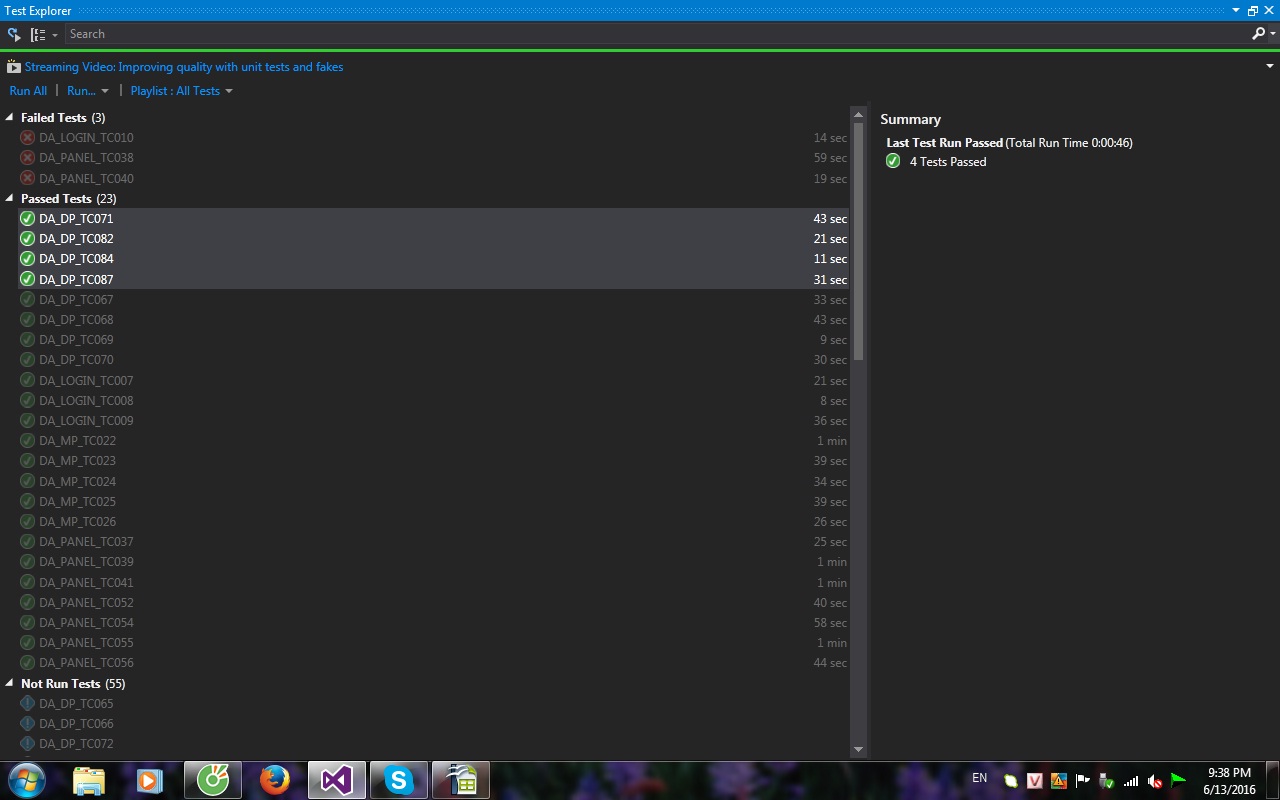 Test Explorer
Search
Streaming Video: Improving quality with unit tests and fakes
Run All | Run... | Playlist : All Tests
Failed Tests (3)
DA_LOGIN_TC010 14 sec
DA_PANEL_TC038 59 sec
DA_PANEL_TC040 19 sec
Passed Tests (23)
DA_DP_TC071 43 sec
DA_DP_TC082 21 sec
DA_DP_TC084 11 sec
DA_DP_TC087 31 sec
DA_DP_TC067 33 sec
DA_DP_TC068 43 sec
DA_DP_TC069 9 sec
DA_DP_TC070 30 sec
DA_LOGIN_TC007 21 sec
DA_LOGIN_TC008 8 sec
DA_LOGIN_TC009 36 sec
DA_MP_TC022 1 min
DA_MP_TC023 39 sec
DA_MP_TC024 34 sec
DA_MP_TC025 39 sec
DA_MP_TC026 26 sec
DA_PANEL_TC037 25 sec
DA_PANEL_TC039 1 min
DA_PANEL_TC041 1 min
DA_PANEL_TC052 40 sec
DA_PANEL_TC054 58 sec
DA_PANEL_TC055 1 min
DA_PANEL_TC056 44 sec
Not Run Tests (55)
DA_DP_TC065
DA_DP_TC066
DA_DP_TC072
Summary
Last Test Run Passed (Total Run Time 0:00:46)
4 Tests Passed
EN
V
9:38 PM
6/13/2016